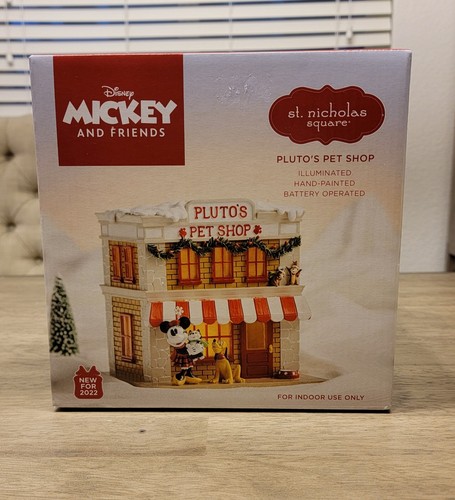 Disney
MICKEY
AND FRIENDS
st. nicholas
square®
PLUTO'S PET SHOP
ILLUMINATED
HAND-PAINTED
BATTERY OPERATED
PLUTO'S
PET SHOP
NEW
FOR
2022
FOR INDOOR USE ONLY